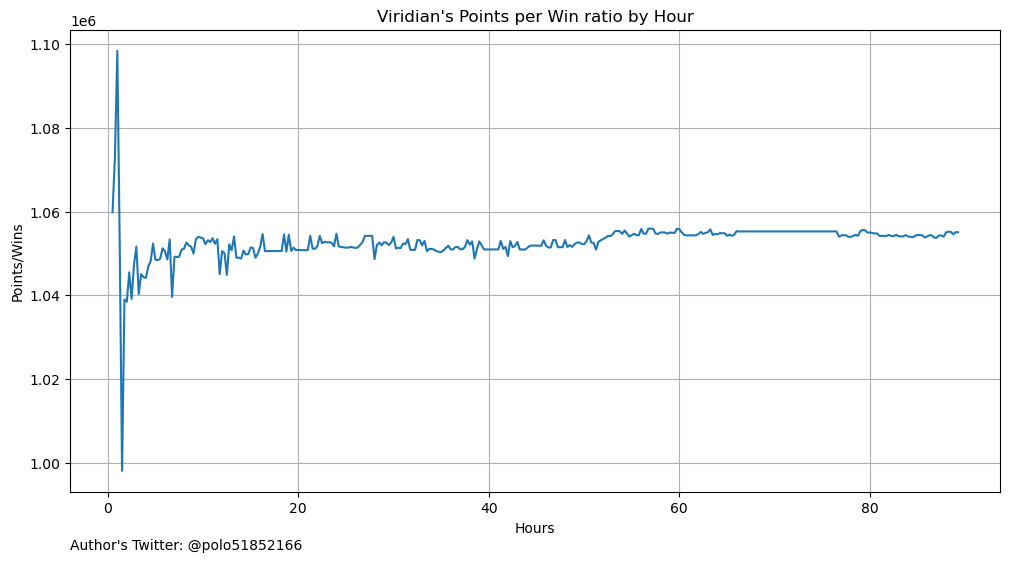 Viridian's Points per Win ratio by Hour
1e6
1.10
1.08
1.06
1.04
1.02
1.00
Points/Wins
0 20 40 60 80
Hours
Author's Twitter: @polo51852166